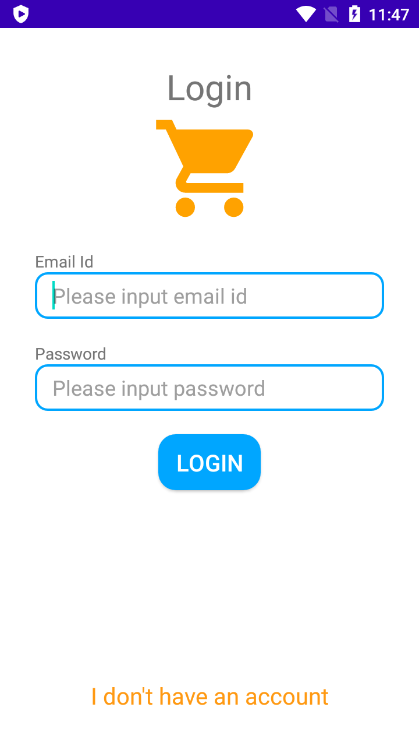 11:47
Login
Email Id
Please input email id
Password
Please input password
LOGIN
I don't have an account